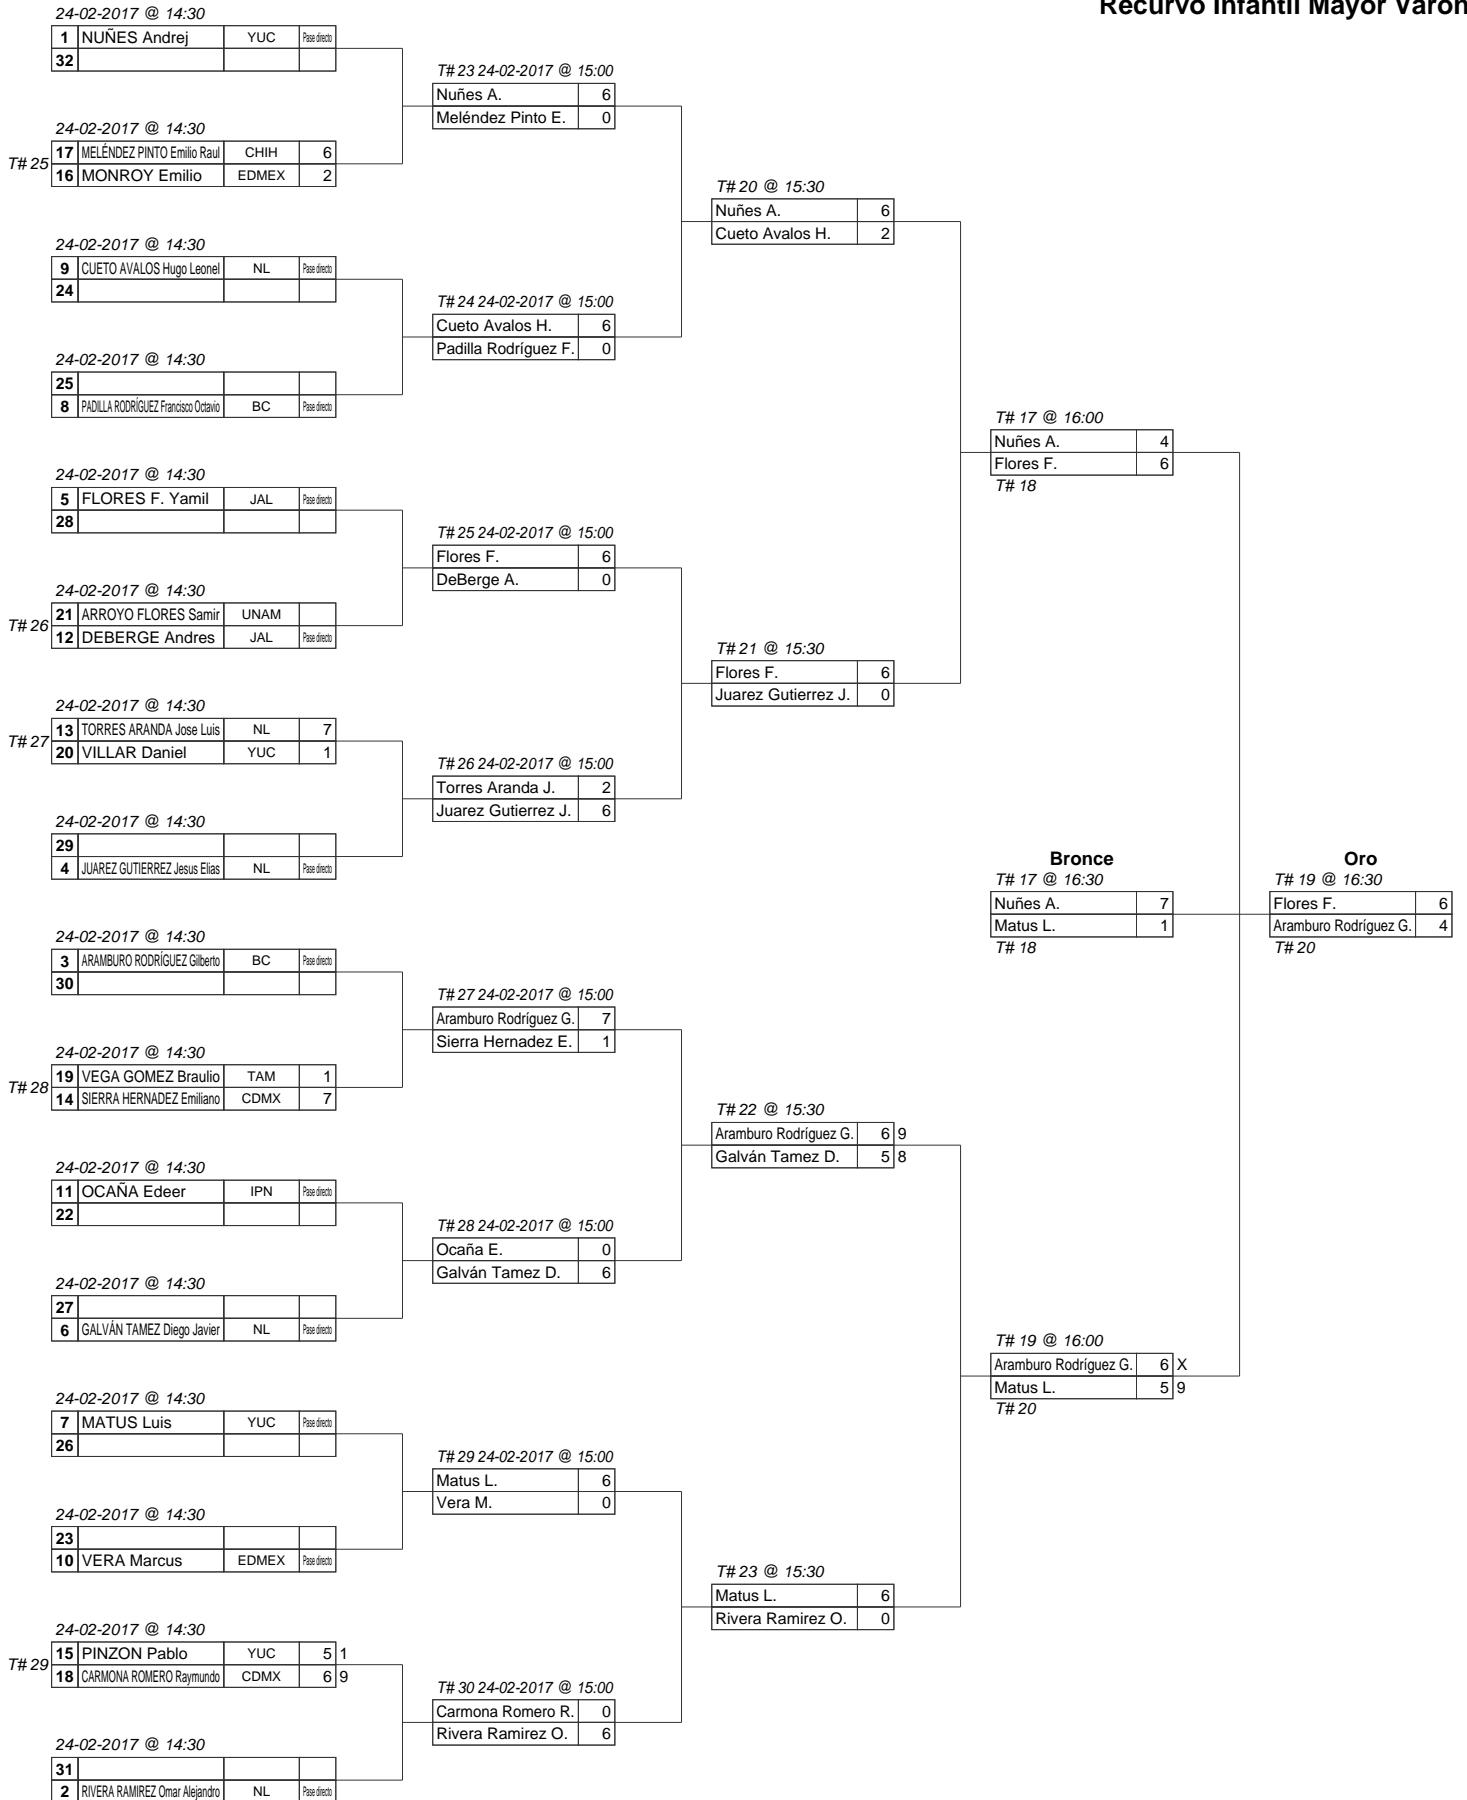 Recurvo Infantil Mayor Varon
24-02-2017 @ 14:30
1 NUÑES Andrej YUC Pase directo
32
24-02-2017 @ 14:30
T# 25
17 MELÉNDEZ PINTO Emilio Raul CHIH 6
16 MONROY Emilio EDMEX 2
24-02-2017 @ 14:30
9 CUETO AVALOS Hugo Leonel NL Pase directo
24
24-02-2017 @ 14:30
25
8 PADILLA RODRÍGUEZ Francisco Octavio BC Pase directo
24-02-2017 @ 14:30
5 FLORES F. Yamil JAL Pase directo
28
24-02-2017 @ 14:30
T# 26
21 ARROYO FLORES Samir UNAM
12 DEBERGE Andres JAL Pase directo
24-02-2017 @ 14:30
T# 27
13 TORRES ARANDA Jose Luis NL 7
20 VILLAR Daniel YUC 1
24-02-2017 @ 14:30
29
4 JUAREZ GUTIERREZ Jesus Elias NL Pase directo
24-02-2017 @ 14:30
3 ARAMBURO RODRÍGUEZ Gilberto BC Pase directo
30
24-02-2017 @ 14:30
T# 28
19 VEGA GOMEZ Braulio TAM 1
14 SIERRA HERNADEZ Emiliano CDMX 7
24-02-2017 @ 14:30
11 OCAÑA Edeer IPN Pase directo
22
24-02-2017 @ 14:30
27
6 GALVÁN TAMEZ Diego Javier NL Pase directo
24-02-2017 @ 14:30
7 MATUS Luis YUC Pase directo
26
24-02-2017 @ 14:30
23
10 VERA Marcus EDMEX Pase directo
24-02-2017 @ 14:30
T# 29
15 PINZON Pablo YUC 5 1
18 CARMONA ROMERO Raymundo CDMX 6 9
24-02-2017 @ 14:30
31
2 RIVERA RAMIREZ Omar Alejandro NL Pase directo
T# 23 24-02-2017 @ 15:00
Nuñes A. 6
Meléndez Pinto E. 0
T# 24 24-02-2017 @ 15:00
Cueto Avalos H. 6
Padilla Rodríguez F. 0
T# 25 24-02-2017 @ 15:00
Flores F. 6
DeBerge A. 0
T# 26 24-02-2017 @ 15:00
Torres Aranda J. 2
Juarez Gutierrez J. 6
T# 27 24-02-2017 @ 15:00
Aramburo Rodríguez G. 7
Sierra Hernadez E. 1
T# 28 24-02-2017 @ 15:00
Ocaña E. 0
Galván Tamez D. 6
T# 29 24-02-2017 @ 15:00
Matus L. 6
Vera M. 0
T# 30 24-02-2017 @ 15:00
Carmona Romero R. 0
Rivera Ramirez O. 6
T# 20 @ 15:30
Nuñes A. 6
Cueto Avalos H. 2
T# 21 @ 15:30
Flores F. 6
Juarez Gutierrez J. 0
T# 22 @ 15:30
Aramburo Rodríguez G. 6 9
Galván Tamez D. 5 8
T# 23 @ 15:30
Matus L. 6
Rivera Ramirez O. 0
T# 17 @ 16:00
Nuñes A. 4
Flores F. 6
T# 18
Bronce
T# 17 @ 16:30
Nuñes A. 7
Matus L. 1
T# 18
T# 19 @ 16:00
Aramburo Rodríguez G. 6 X
Matus L. 5 9
T# 20
Oro
T# 19 @ 16:30
Flores F. 6
Aramburo Rodríguez G. 4
T# 20